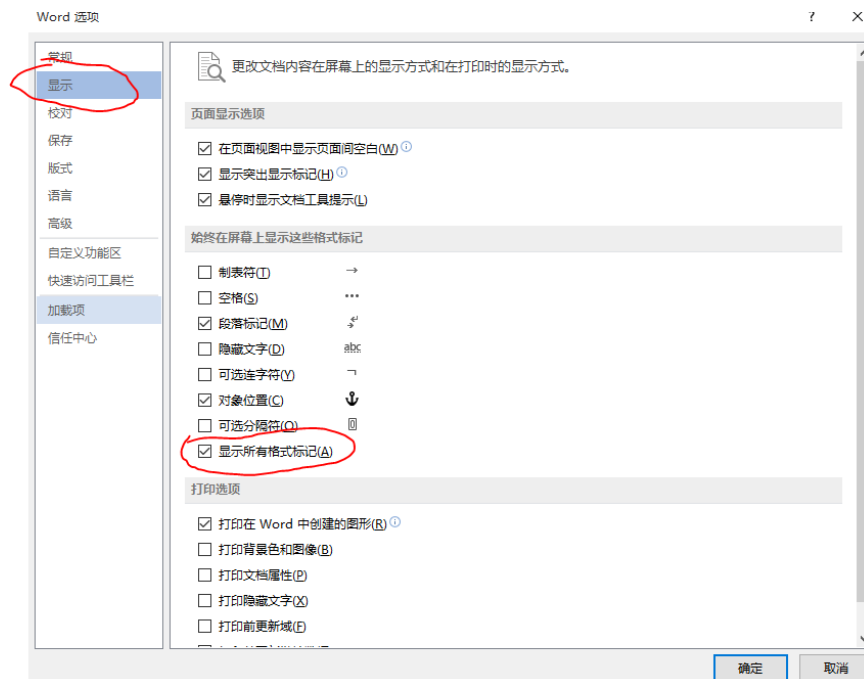 Word 选项
?
常规
显示
校对
保存
版式
语言
高级
自定义功能区
快速访问工具栏
加载项
信任中心
更改文档内容在屏幕上的显示方式和在打印时的显示方式。
页面显示选项
在页面视图中显示页面间空白(W)
显示突出显示标记(H)
悬停时显示文档工具提示(L)
始终在屏幕上显示这些格式标记
制表符(T)
空格(S)
段落标记(M)
隐藏文字(D) abc
可选连字符(Y)
对象位置(C)
可选分隔符(O)
显示所有格式标记(A)
打印选项
打印在 Word 中创建的图形(R)
打印背景色和图像(B)
打印文档属性(P)
打印隐藏文字(X)
打印前更新域(F)
确定 取消